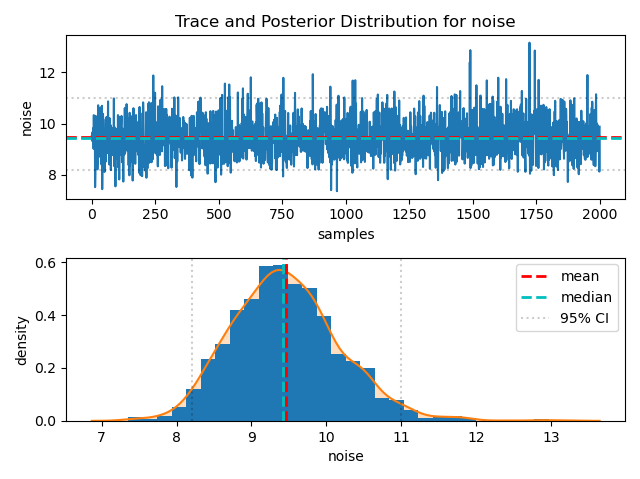 Trace and Posterior Distribution for noise
12
10
8
noise
0 250 500 750 1000 1250 1500 1750 2000
samples
0.6
0.4
0.2
0.0
density
mean
median
95% CI
7 8 9 10 11 12 13
noise